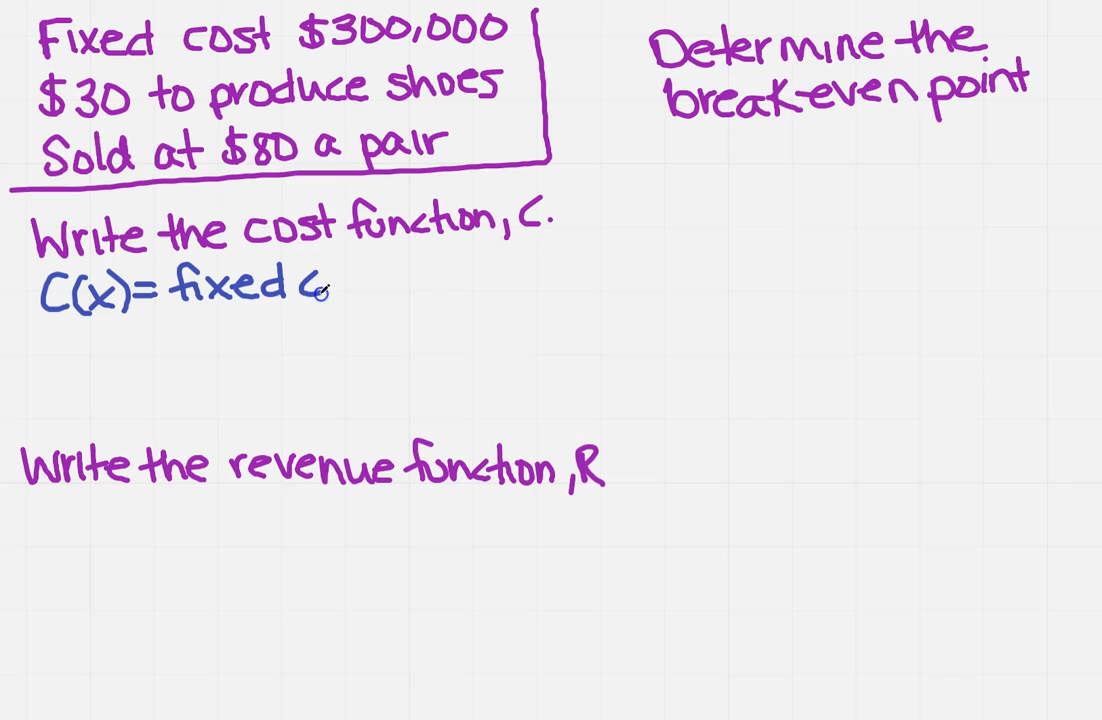 Fixed cost $300,000
$30 to produce shoes
Sold at $80 a pair
Write the cost function, C.
C(x)= fixed c
Write the revenue function, R
Determine the
break-even point